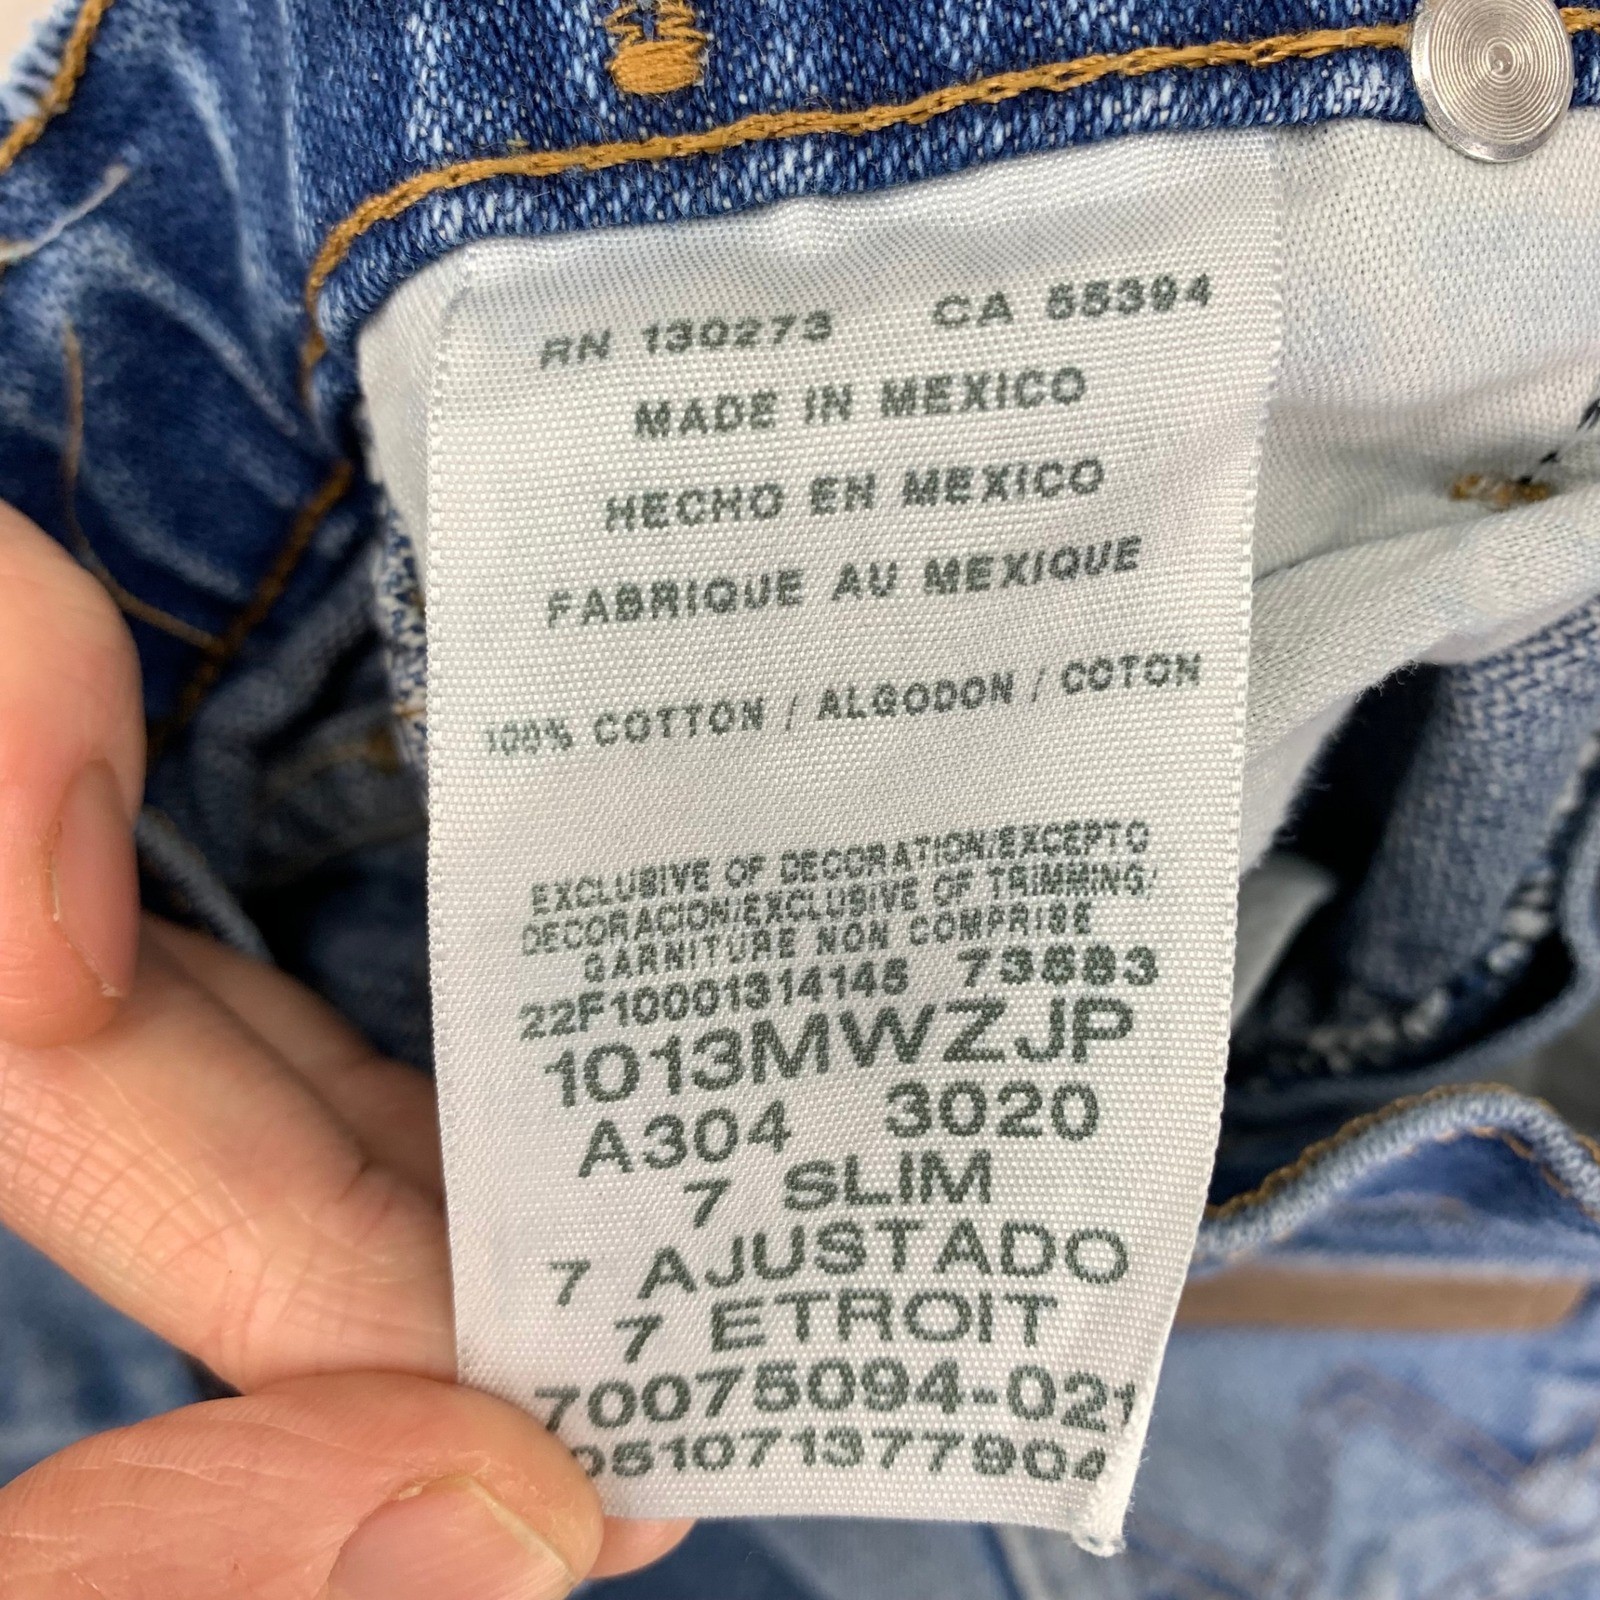 RN 130273 CA 55394
MADE IN MEXICO
HECHO EN MEXICO
FABRIQUE AU MEXIQUE
100% COTTON / ALGODON / COTON
EXCLUSIVE OF DECORATION/EXCEPTO
DECORACION/EXCLUSIVE OF TRIMMING/
GARNITURE NON COMPRISE
22F10001314145 73883
1013MWZJP
A304 3020
7 SLIM
7 AJUSTADO
7 ETROIT
70075094-021
051071377904